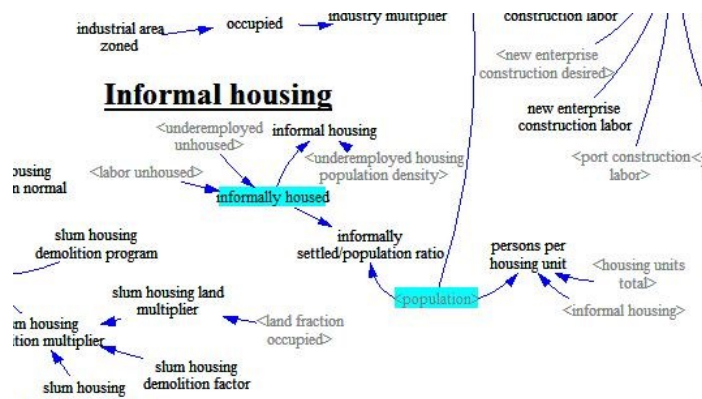 industrial area
zoned
occupied
industry multiplier
construction labor
<new enterprise
construction desired>
new enterprise
construction labor
<port construction
labor>
Informal housing
<underemployed
unhoused>
informal housing
<labor unhoused>
<underemployed housing
population density>
n normal
informally housed
slum housing
demolition program
informally
settled/population ratio
persons per
housing unit
<housing units
total>
<population>
<informal housing>
slum housing land
multiplier
<land fraction
occupied>
housing
multiplier
slum housing
demolition factor
slum housing